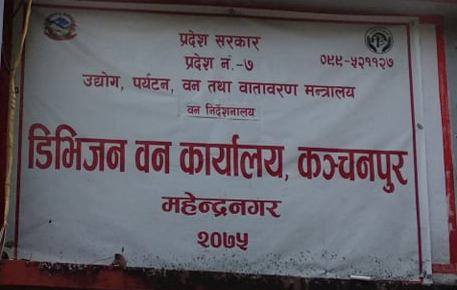 प्रदेश सरकार
प्रदेश नं.-७
०९९-५२११२७
उद्योग, पर्यटन, वन तथा वातावरण मन्त्रालय
वन निर्देशनालय
डिभिजन वन कार्यालय, कञ्चनपुर
महेन्द्रनगर
२०७५